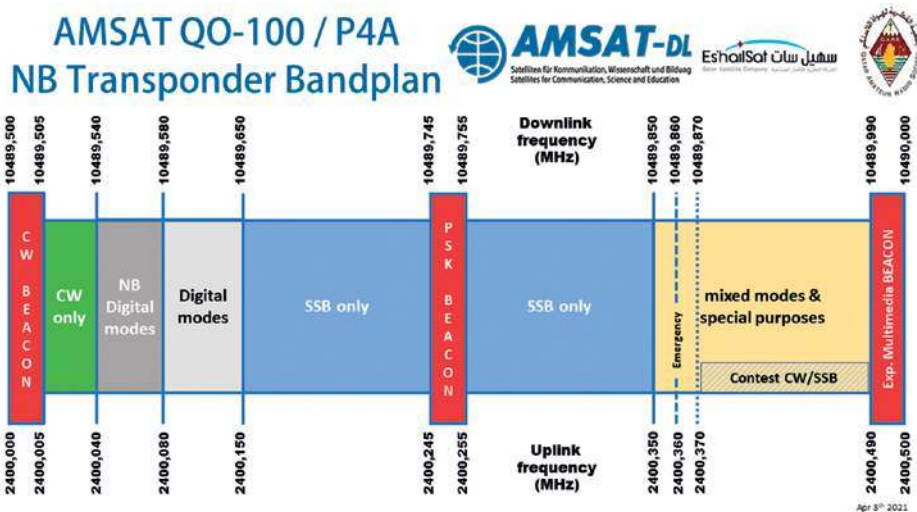 AMSAT QO-100 / P4A
NB Transponder Bandplan
AMSAT-DL
Satelliten für Kommunikation, Wissenschaft und Bildung
Satellites for Communication, Science and Education
Es'hailSat سهيل سات
10489,500
10489,505
10489,540
10489,580
10489,650
10489,745
10489,755
Downlink
frequency
(MHz)
10489,850
10489,860
10489,870
10489,990
10490,000
CW BEACON
CW
only
NB
Digital
modes
Digital
modes
SSB only
PSK BEACON
SSB only
Emergency
mixed modes &
special purposes
Contest CW/SSB
Exp. Multimedia BEACON
2400,000
2400,005
2400,040
2400,080
2400,150
2400,245
2400,255
Uplink
frequency
(MHz)
2400,350
2400,360
2400,370
2400,490
2400,500
Apr 3th 2021